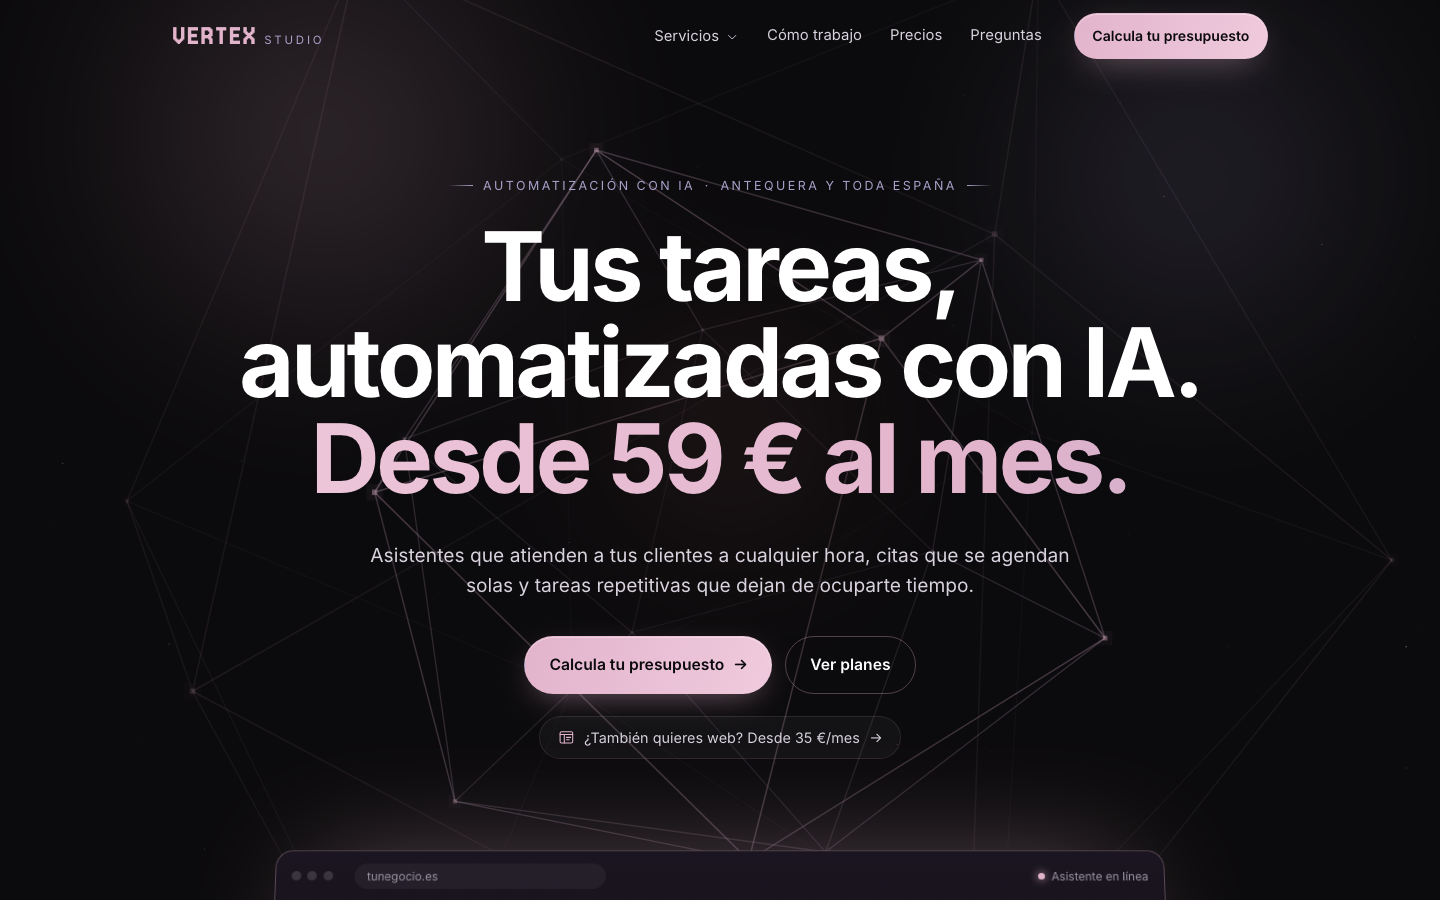 VERTEX STUDIO
Servicios
Cómo trabajo
Precios
Preguntas
Calcula tu presupuesto
AUTOMATIZACIÓN CON IA · ANTEQUERA Y TODA ESPAÑA
Tus tareas,
automatizadas con IA.
Desde 59 € al mes.
Asistentes que atienden a tus clientes a cualquier hora, citas que se agendan
solas y tareas repetitivas que dejan de ocuparte tiempo.
Calcula tu presupuesto →
Ver planes
¿También quieres web? Desde 35 €/mes →
tunegocio.es
Asistente en línea